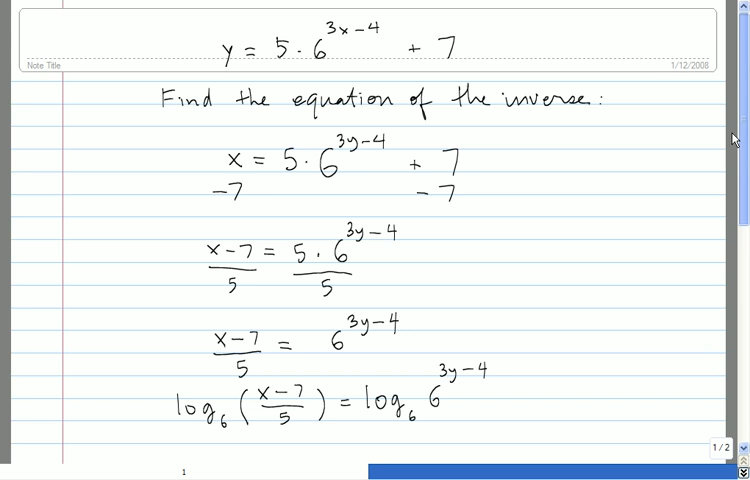 y = 5 · 6^(3x-4) + 7
Note Title
1/12/2008
Find the equation of the inverse:
x = 5 · 6^(3y-4) + 7
-7 -7
(x-7)/5 = (5 · 6^(3y-4))/5
(x-7)/5 = 6^(3y-4)
log₆ ((x-7)/5) = log₆ 6^(3y-4)
1 / 2
1